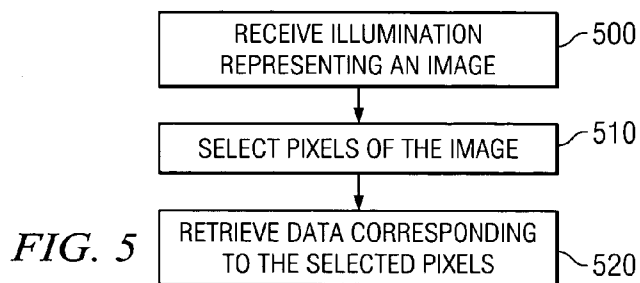 RECEIVE ILLUMINATION
REPRESENTING AN IMAGE
500
SELECT PIXELS OF THE IMAGE
510
RETRIEVE DATA CORRESPONDING
TO THE SELECTED PIXELS
520
FIG. 5